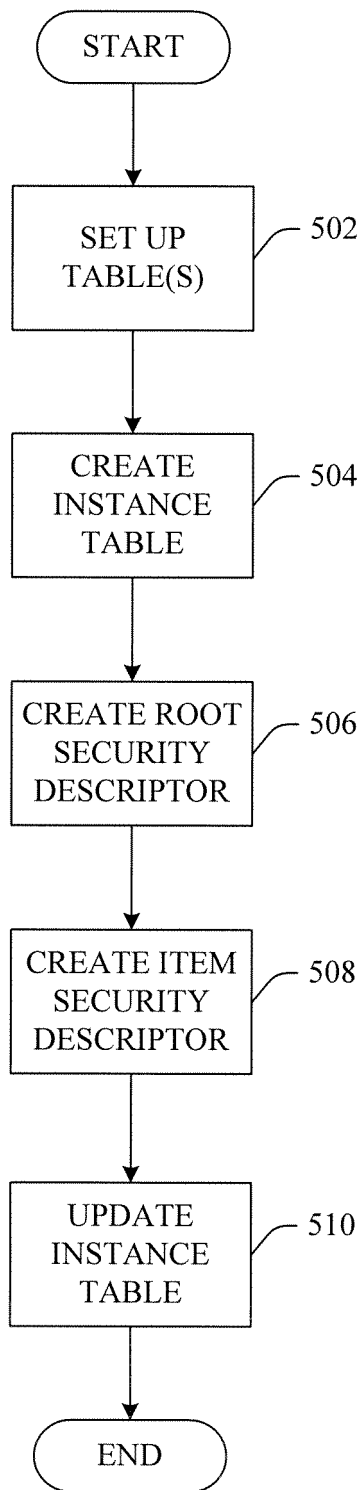 START
SET UP
TABLE(S)
502
CREATE
INSTANCE
TABLE
504
CREATE ROOT
SECURITY
DESCRIPTOR
506
CREATE ITEM
SECURITY
DESCRIPTOR
508
UPDATE
INSTANCE
TABLE
510
END